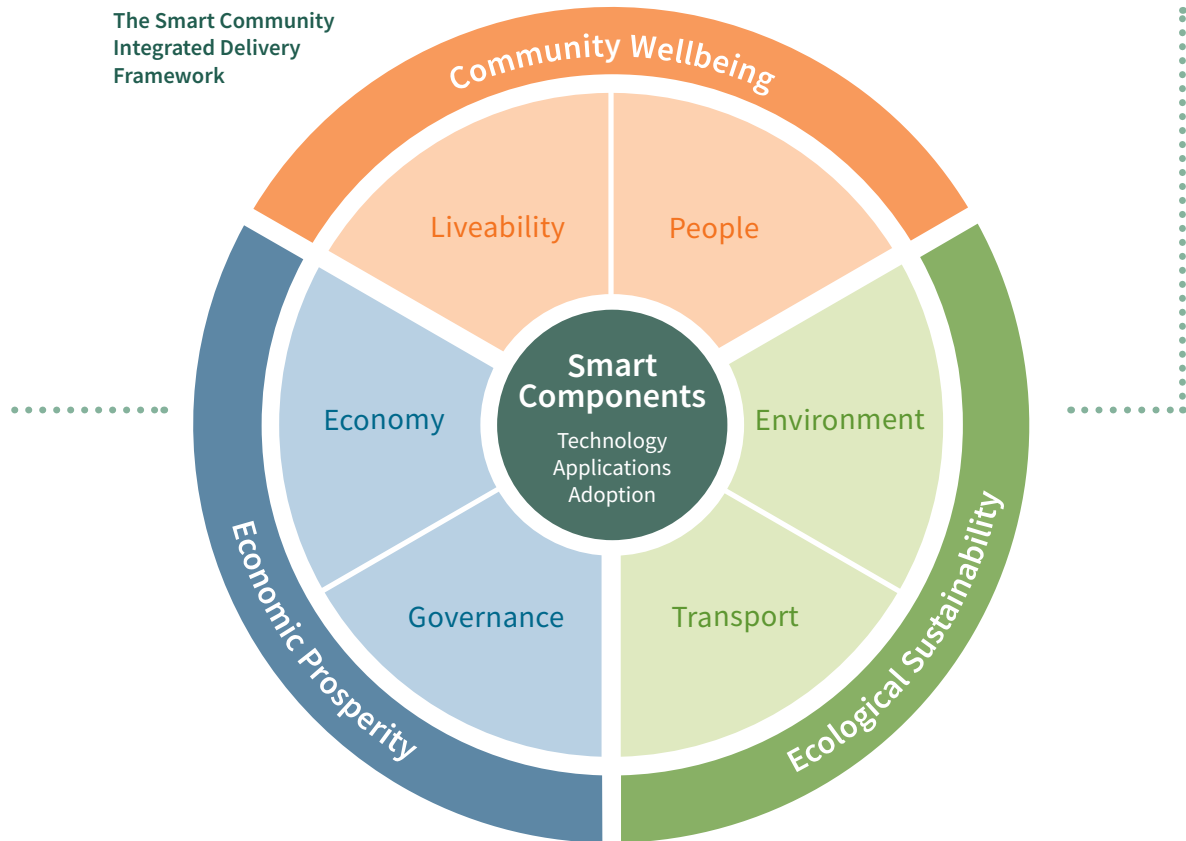 The Smart Community
Integrated Delivery
Framework
Community Wellbeing
Liveability
People
Smart
Components
Technology
Applications
Adoption
Economy
Environment
Governance
Transport
Economic Prosperity
Ecological Sustainability